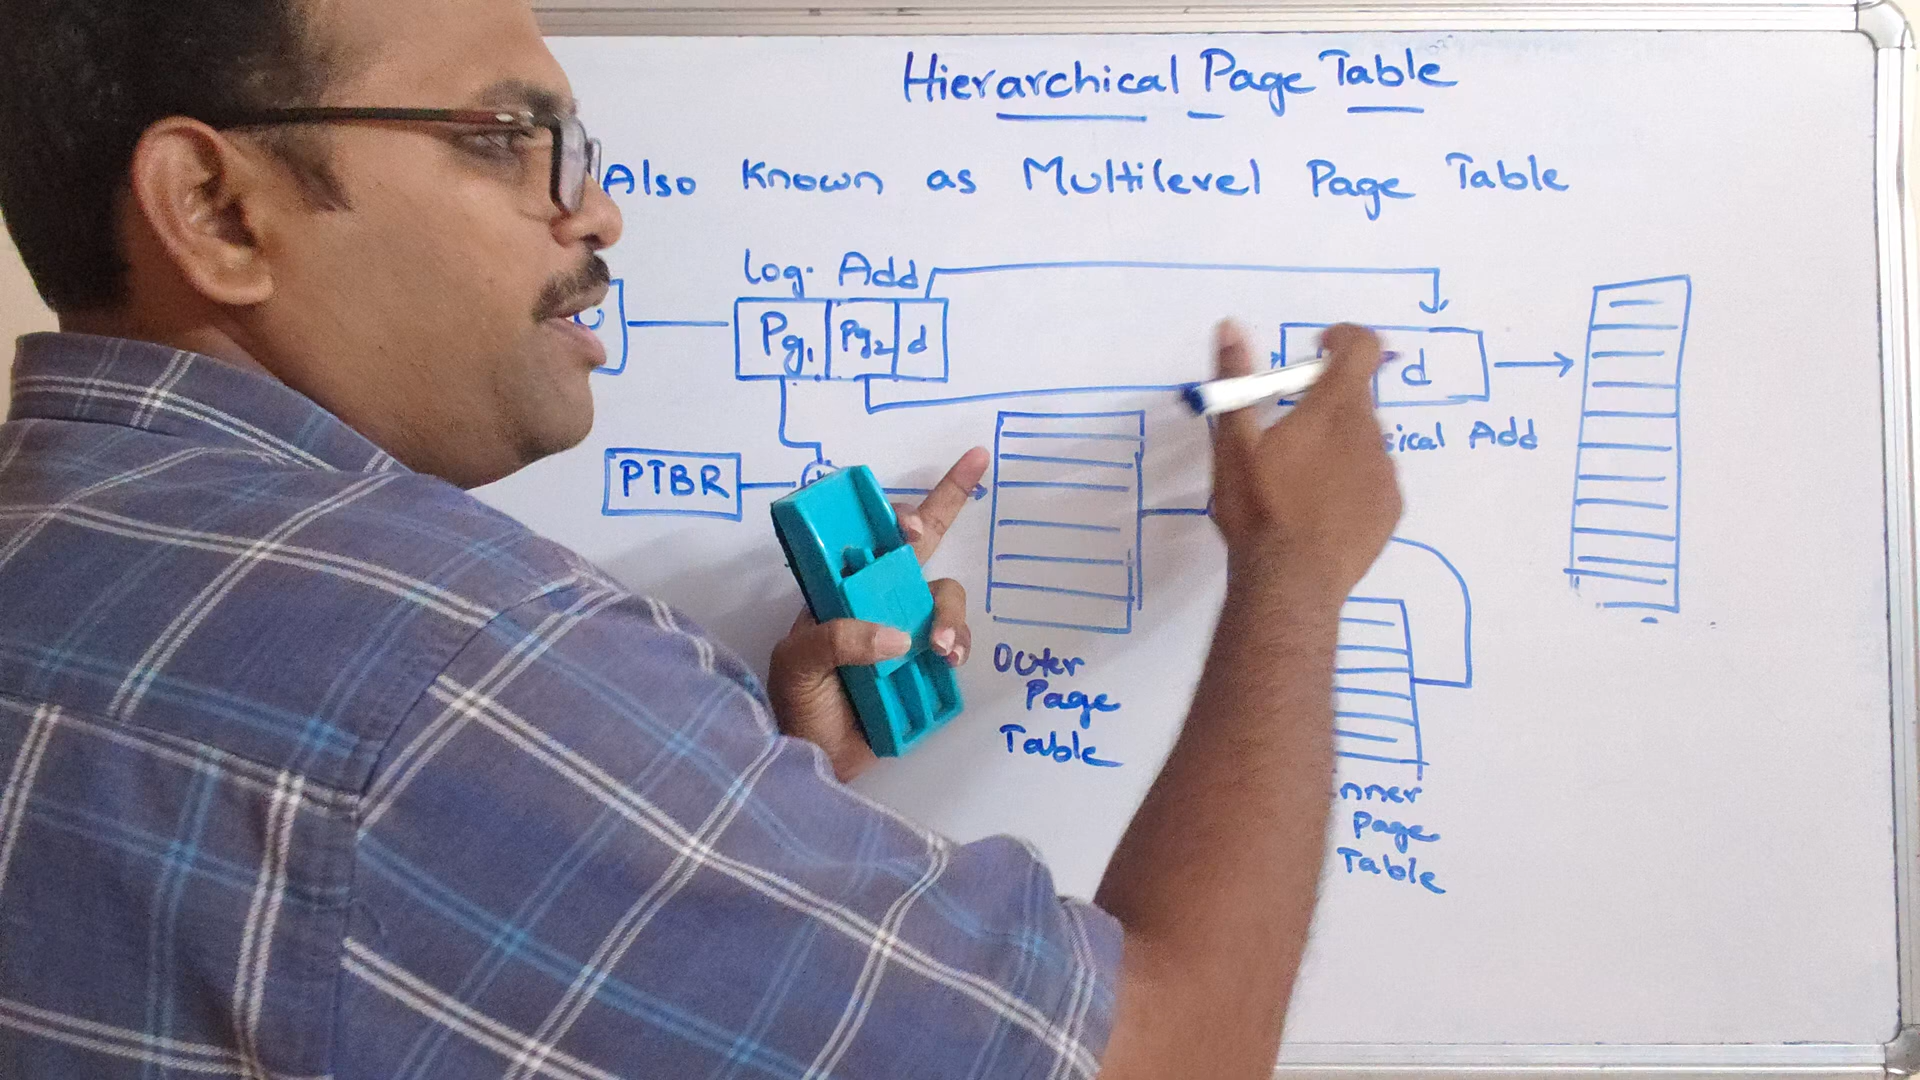 Hierarchical Page Table
Also Known as Multilevel Page Table
Log. Add
Pg1 Pg2 d
d
Add
PTBR
Outer
Page
Table
Page
Table